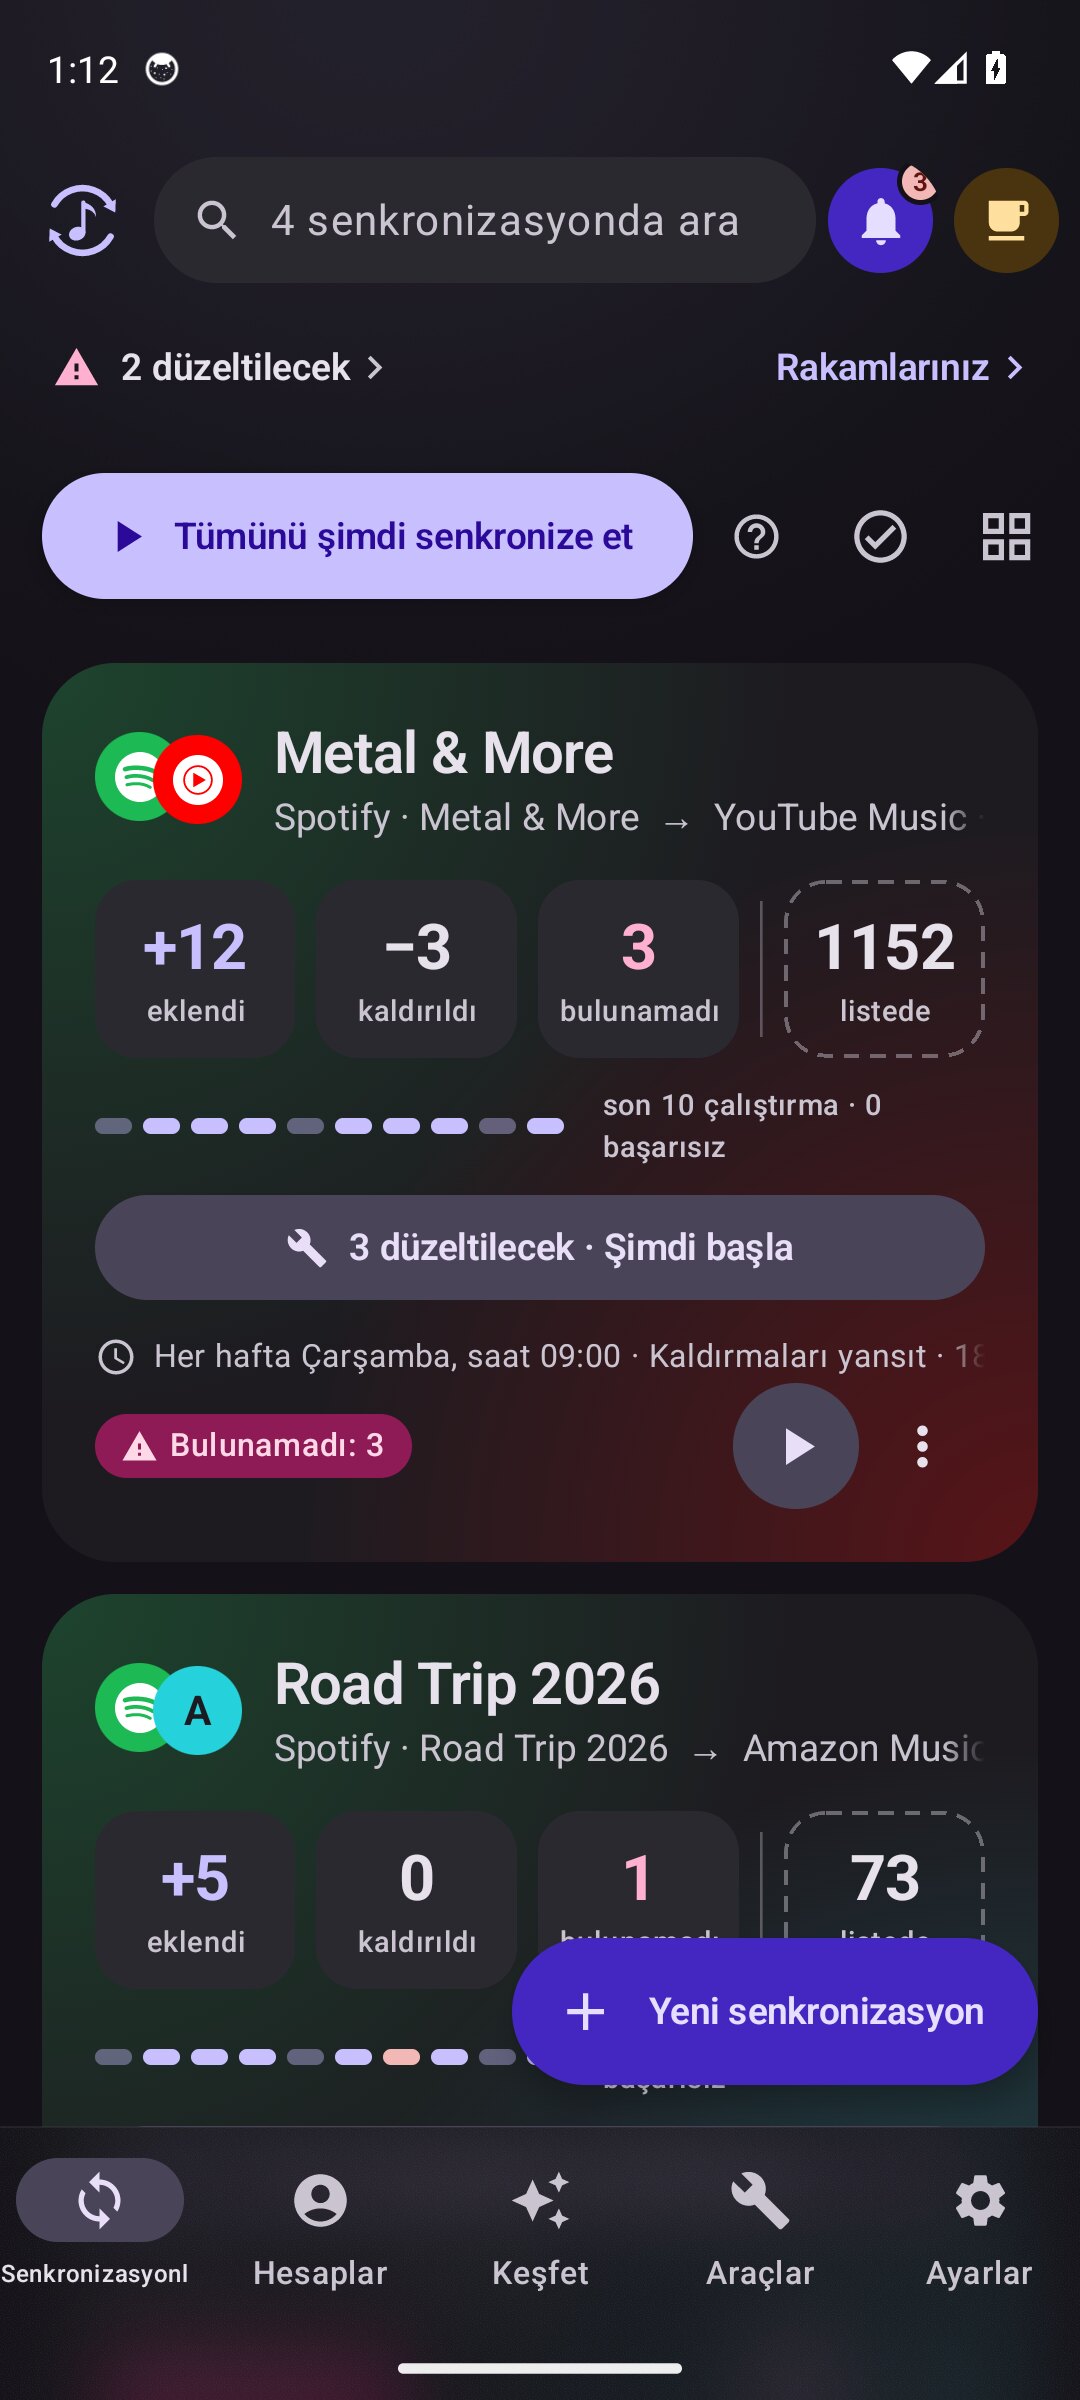 1:12
4 senkronizasyonda ara
3
2 düzeltilecek
Rakamlarınız
Tümünü şimdi senkronize et
Metal & More
Spotify · Metal & More → YouTube Music
+12
−3
3
1152
eklendi
kaldırıldı
bulunamadı
listede
son 10 çalıştırma · 0
başarısız
3 düzeltilecek · Şimdi başla
Her hafta Çarşamba, saat 09:00 · Kaldırmaları yansıt · 18
Bulunamadı: 3
A
Road Trip 2026
Spotify · Road Trip 2026 → Amazon Music
+5
0
1
73
eklendi
kaldırıldı
Yeni senkronizasyon
Senkronizasyonl
Hesaplar
Keşfet
Araçlar
Ayarlar